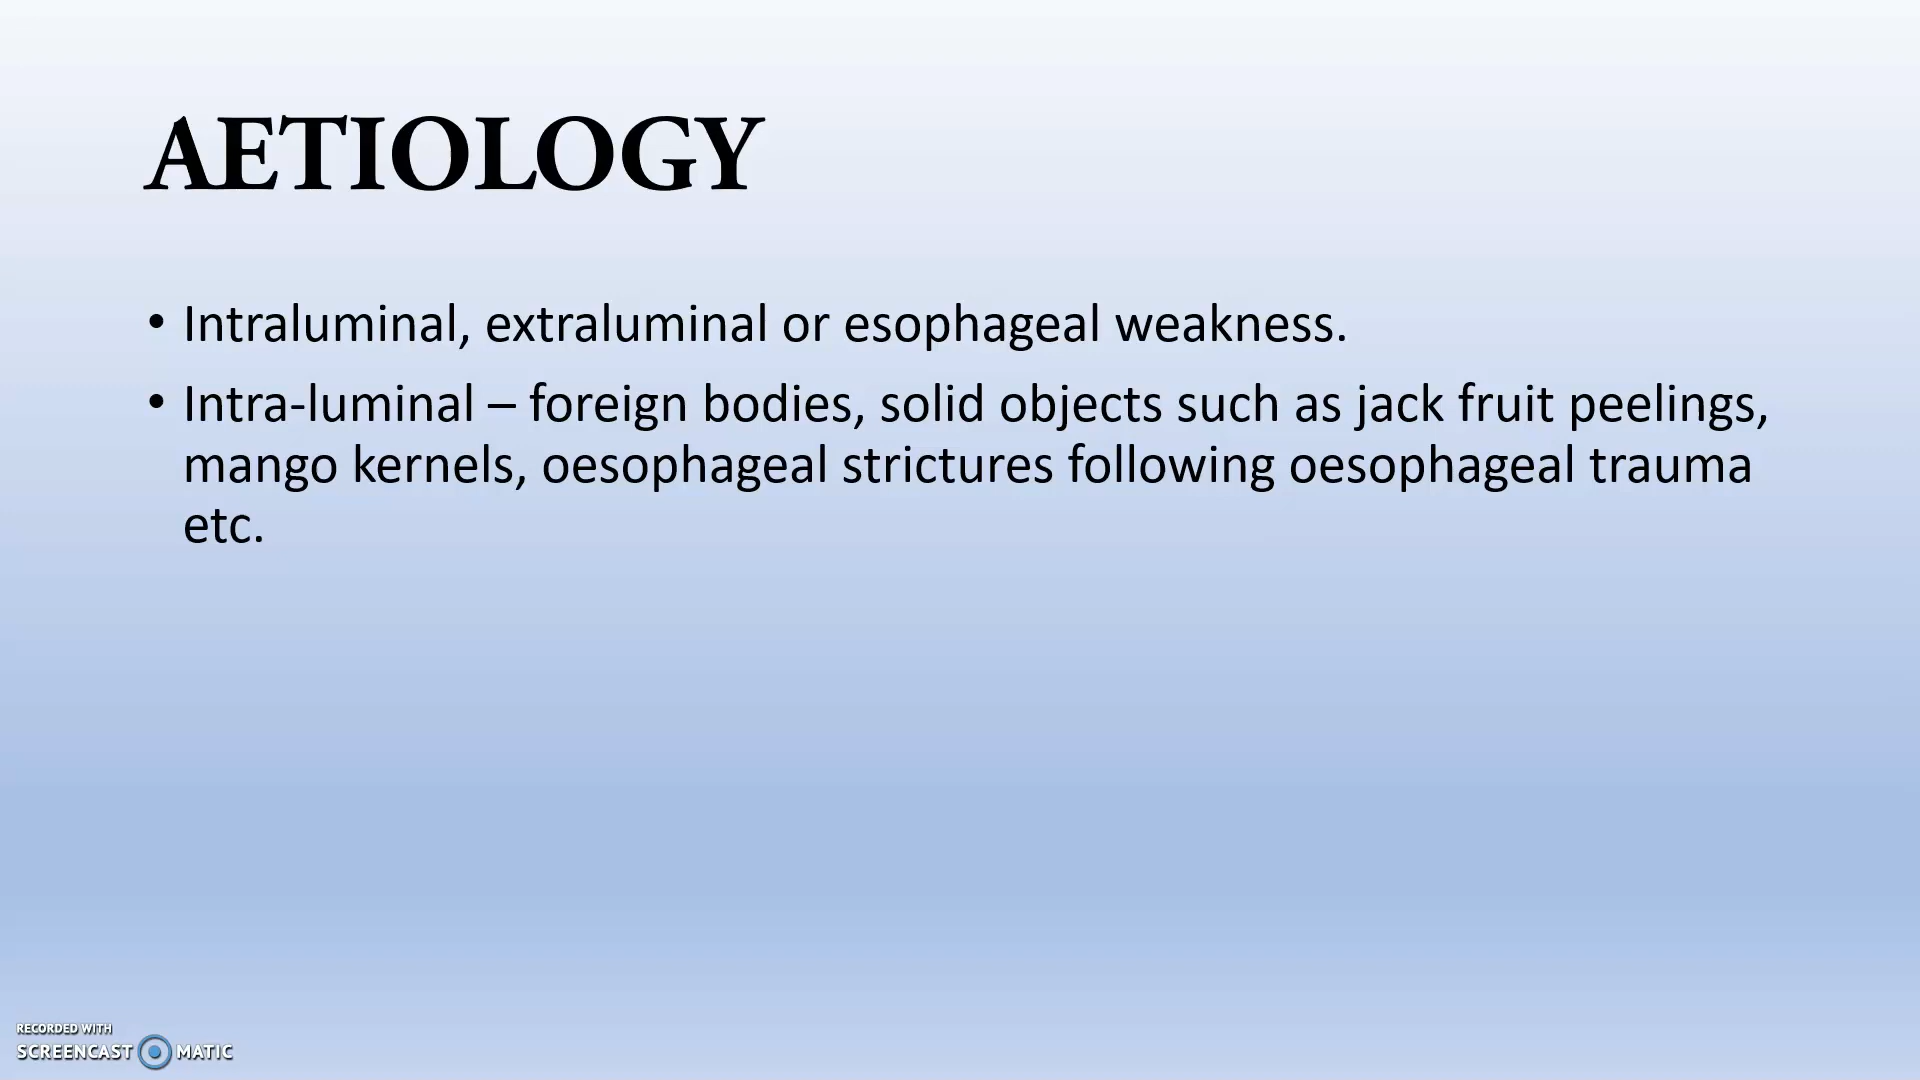 AETIOLOGY
• Intraluminal, extraluminal or esophageal weakness.
• Intra-luminal – foreign bodies, solid objects such as jack fruit peelings,
mango kernels, oesophageal strictures following oesophageal trauma
etc.
RECORDED WITH
SCREENCAST MATIC